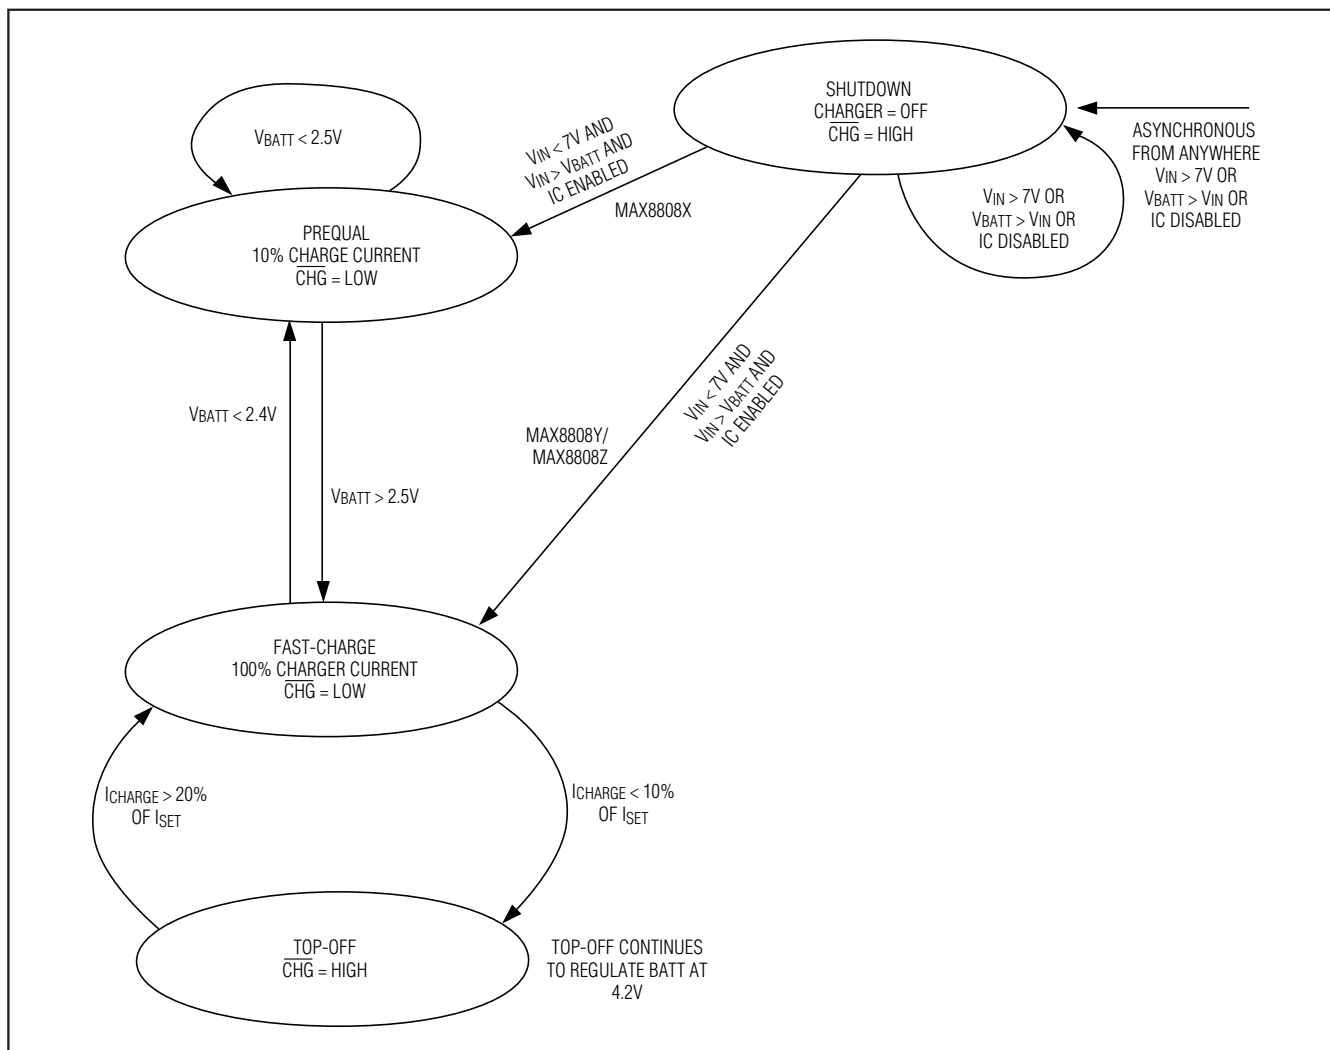 SHUTDOWN
CHARGER = OFF
CHG = HIGH
ASYNCHRONOUS
FROM ANYWHERE
VIN > 7V OR
VBATT > VIN OR
IC DISABLED
VIN > 7V OR
VBATT > VIN OR
IC DISABLED
VBATT < 2.5V
VIN < 7V AND
VIN > VBATT AND
IC ENABLED
MAX8808X
PREQUAL
10% CHARGE CURRENT
CHG = LOW
VIN < 7V AND
VIN > VBATT AND
IC ENABLED
MAX8808Y/
MAX8808Z
VBATT < 2.4V
VBATT > 2.5V
FAST-CHARGE
100% CHARGER CURRENT
CHG = LOW
ICHARGE > 20%
OF ISET
ICHARGE < 10%
OF ISET
TOP-OFF
CHG = HIGH
TOP-OFF CONTINUES
TO REGULATE BATT AT
4.2V